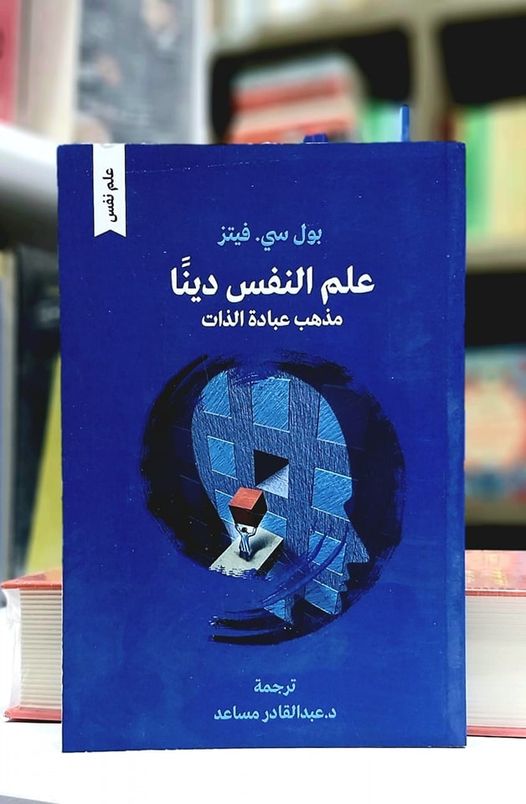 علم نفس
بول سي. فيتز
علم النفس دينًا
مذهب عبادة الذات
ترجمة
د.عبدالقادر مساعد